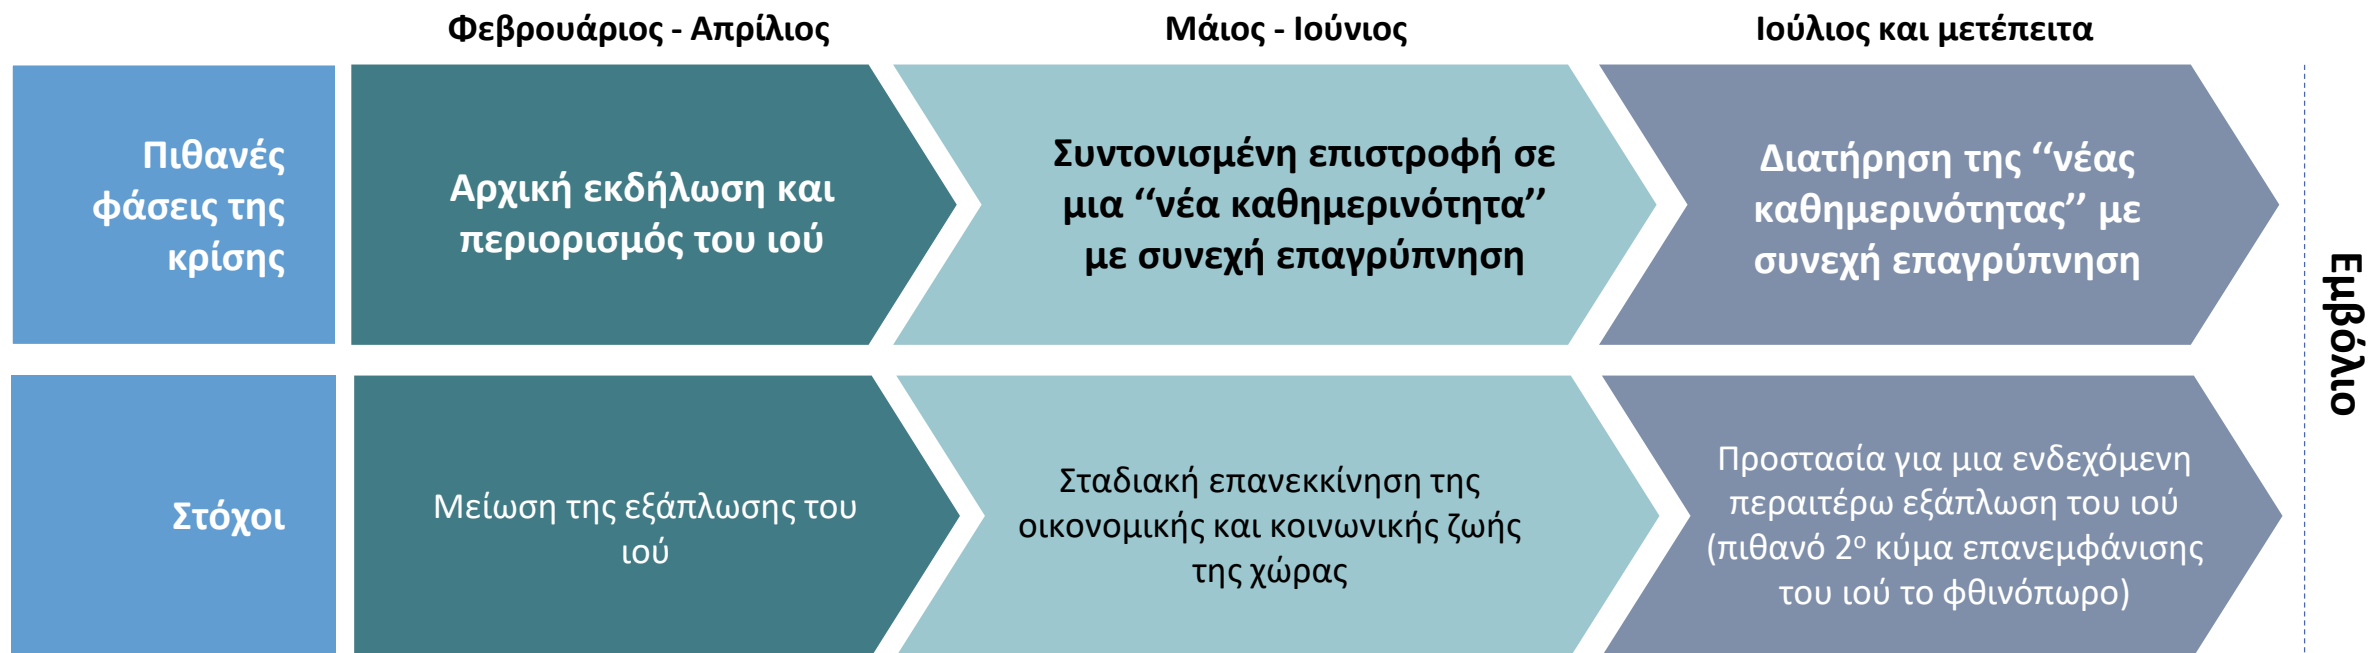 Φεβρουάριος - Απρίλιος
Μάιος - Ιούνιος
Ιούλιος και μετέπειτα
Πιθανές
φάσεις της
κρίσης
Αρχική εκδήλωση και
περιορισμός του ιού
Συντονισμένη επιστροφή σε
μια ‘‘νέα καθημερινότητα’’
με συνεχή επαγρύπνηση
Διατήρηση της ‘‘νέας
καθημερινότητας’’ με
συνεχή επαγρύπνηση
Στόχοι
Μείωση της εξάπλωσης του
ιού
Σταδιακή επανεκκίνηση της
οικονομικής και κοινωνικής ζωής
της χώρας
Προστασία για μια ενδεχόμενη
περαιτέρω εξάπλωση του ιού
(πιθανό 2ο κύμα επανεμφάνισης
του ιού το φθινόπωρο)
Εμβόλιο